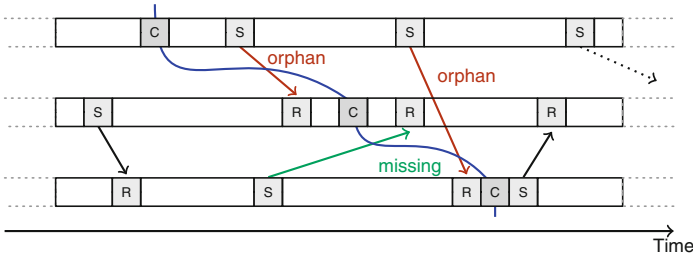 C S S S
orphan
orphan
S R C R R
missing
R S R C S
Time